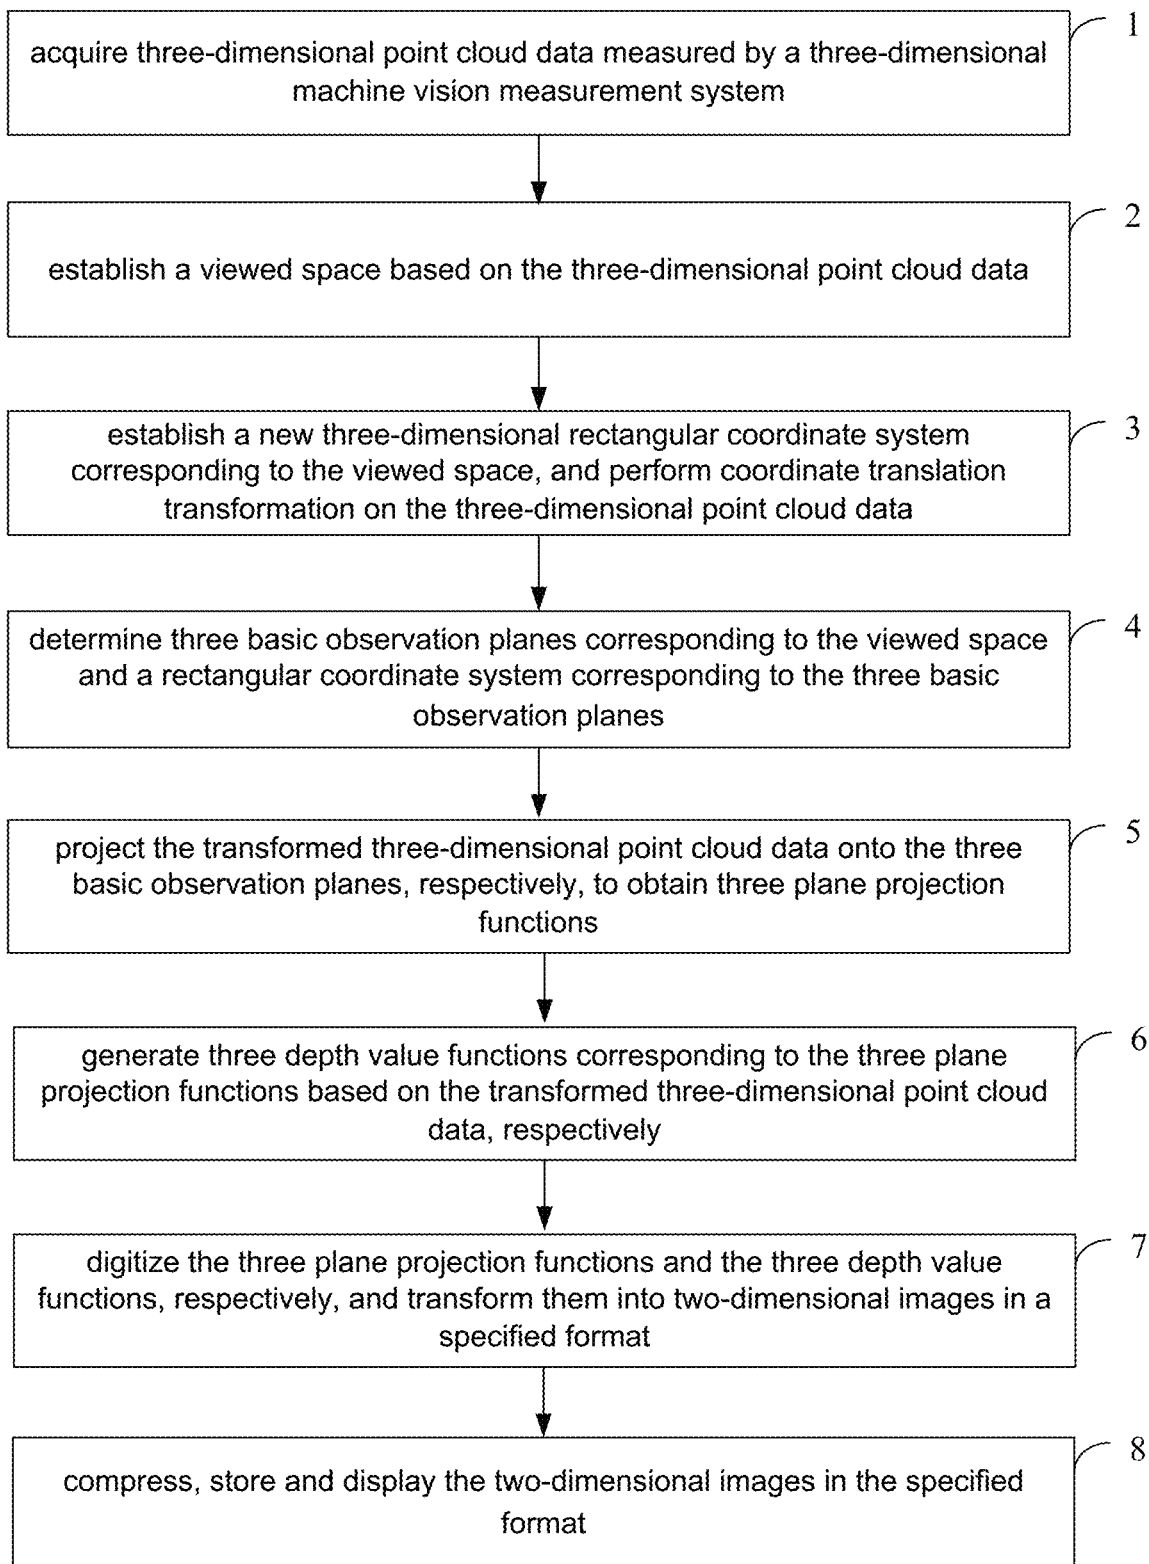 1
acquire three-dimensional point cloud data measured by a three-dimensional
machine vision measurement system
2
establish a viewed space based on the three-dimensional point cloud data
3
establish a new three-dimensional rectangular coordinate system
corresponding to the viewed space, and perform coordinate translation
transformation on the three-dimensional point cloud data
4
determine three basic observation planes corresponding to the viewed space
and a rectangular coordinate system corresponding to the three basic
observation planes
5
project the transformed three-dimensional point cloud data onto the three
basic observation planes, respectively, to obtain three plane projection
functions
6
generate three depth value functions corresponding to the three plane
projection functions based on the transformed three-dimensional point cloud
data, respectively
7
digitize the three plane projection functions and the three depth value
functions, respectively, and transform them into two-dimensional images in a
specified format
8
compress, store and display the two-dimensional images in the specified
format